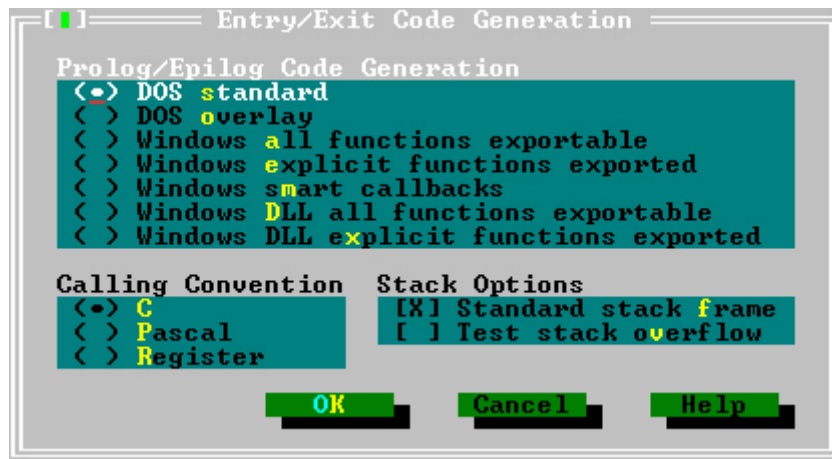 [■] Entry/Exit Code Generation
Prolog/Epilog Code Generation
(•) DOS standard
( ) DOS overlay
( ) Windows all functions exportable
( ) Windows explicit functions exported
( ) Windows smart callbacks
( ) Windows DLL all functions exportable
( ) Windows DLL explicit functions exported
Calling Convention
(•) C
( ) Pascal
( ) Register
Stack Options
[X] Standard stack frame
[ ] Test stack overflow
OK Cancel Help